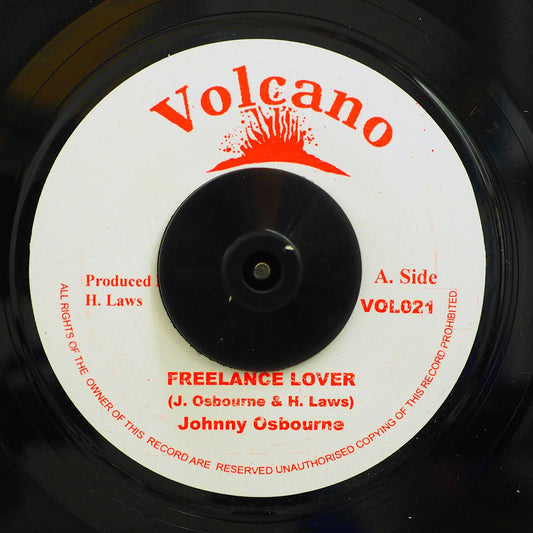 Volcano
Produced
H. Laws
A. Side
VOL021
FREELANCE LOVER
(J. Osbourne & H. Laws)
Johnny Osbourne
ALL RIGHTS OF THE OWNER OF THIS RECORD ARE RESERVED UNAUTHORISED COPYING OF THIS RECORD PROHIBITED.